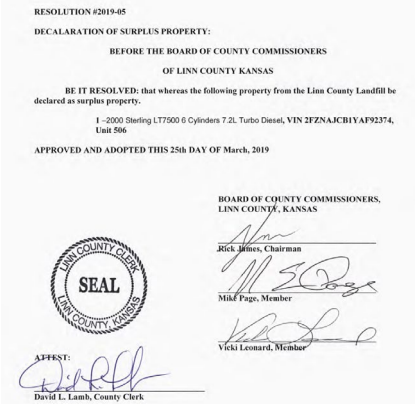 RESOLUTION #2019-05
DECALARATION OF SURPLUS PROPERTY:
BEFORE THE BOARD OF COUNTY COMMISSIONERS
OF LINN COUNTY KANSAS
BE IT RESOLVED: that whereas the following property from the Linn County Landfill be
declared as surplus property.
1 –2000 Sterling LT7500 6 Cylinders 7.2L Turbo Diesel, VIN 2FZNAJCB1YAF92374,
Unit 506
APPROVED AND ADOPTED THIS 25th DAY OF March, 2019
BOARD OF COUNTY COMMISSIONERS,
LINN COUNTY, KANSAS
Rick James, Chairman
Mike Page, Member
Vicki Leonard, Member
LINN COUNTY CLERK
SEAL
LINN COUNTY, KANSAS
ATTEST:
David L. Lamb, County Clerk